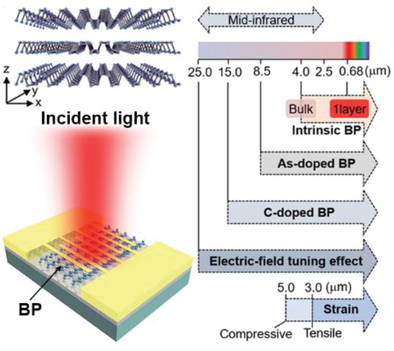 z
y
x
Incident light
BP
Mid-infrared
25.0 15.0 8.5 4.0 2.5 0.68 (μm)
Bulk 1layer
Intrinsic BP
As-doped BP
C-doped BP
Electric-field tuning effect
5.0 3.0 (μm)
Strain
Compressive Tensile